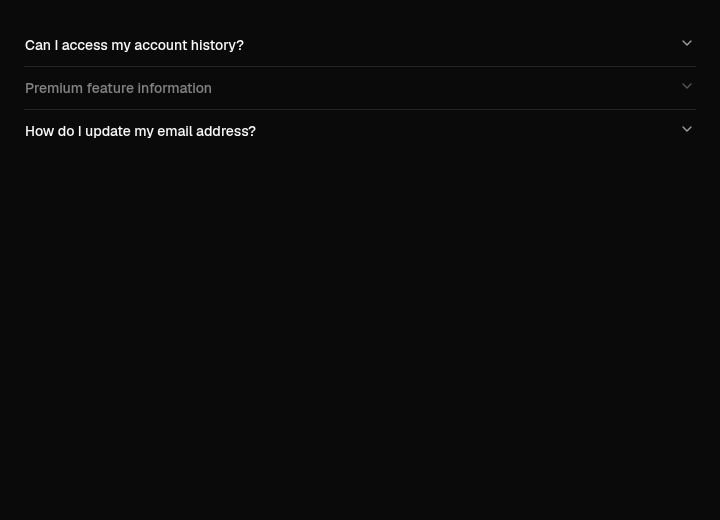 Can I access my account history?
Premium feature information
How do I update my email address?